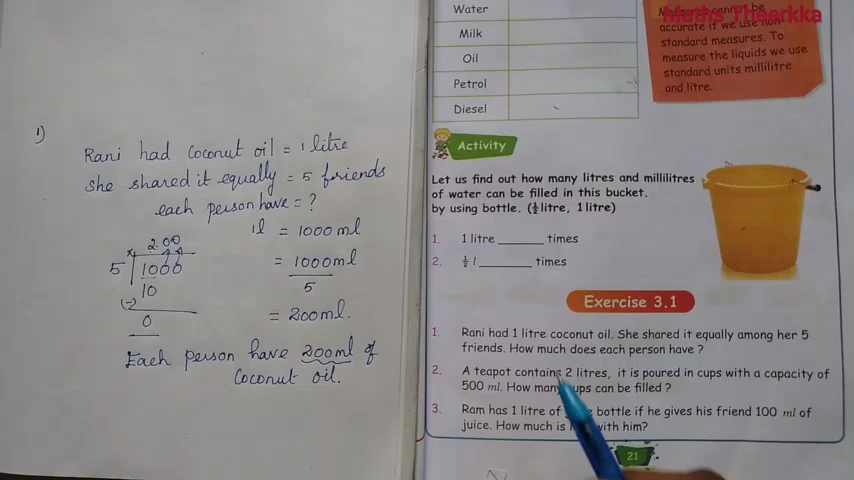 1)
Rani had Coconut oil = 1 litre
She shared it equally = 5 friends
each person have = ?
1l = 1000 ml
= 1000 ml
5
= 200 ml.
200
5 1000
10
(-)
0
Each person have 200ml of
Coconut oil.
Maths Theerkka
Water
Milk
Oil
Petrol
Diesel
be
accurate if we use non
standard measures. To
measure the liquids we use
standard units millilitre
and litre.
Activity
Let us find out how many litres and millilitres
of water can be filled in this bucket.
by using bottle. (½ litre, 1 litre)
1. 1 litre ______ times
2. ½ l ______ times
Exercise 3.1
1. Rani had 1 litre coconut oil. She shared it equally among her 5
friends. How much does each person have ?
2. A teapot contains 2 litres, it is poured in cups with a capacity of
500 ml. How many cups can be filled ?
3. Ram has 1 litre of bottle if he gives his friend 100 ml of
juice. How much is with him?
21